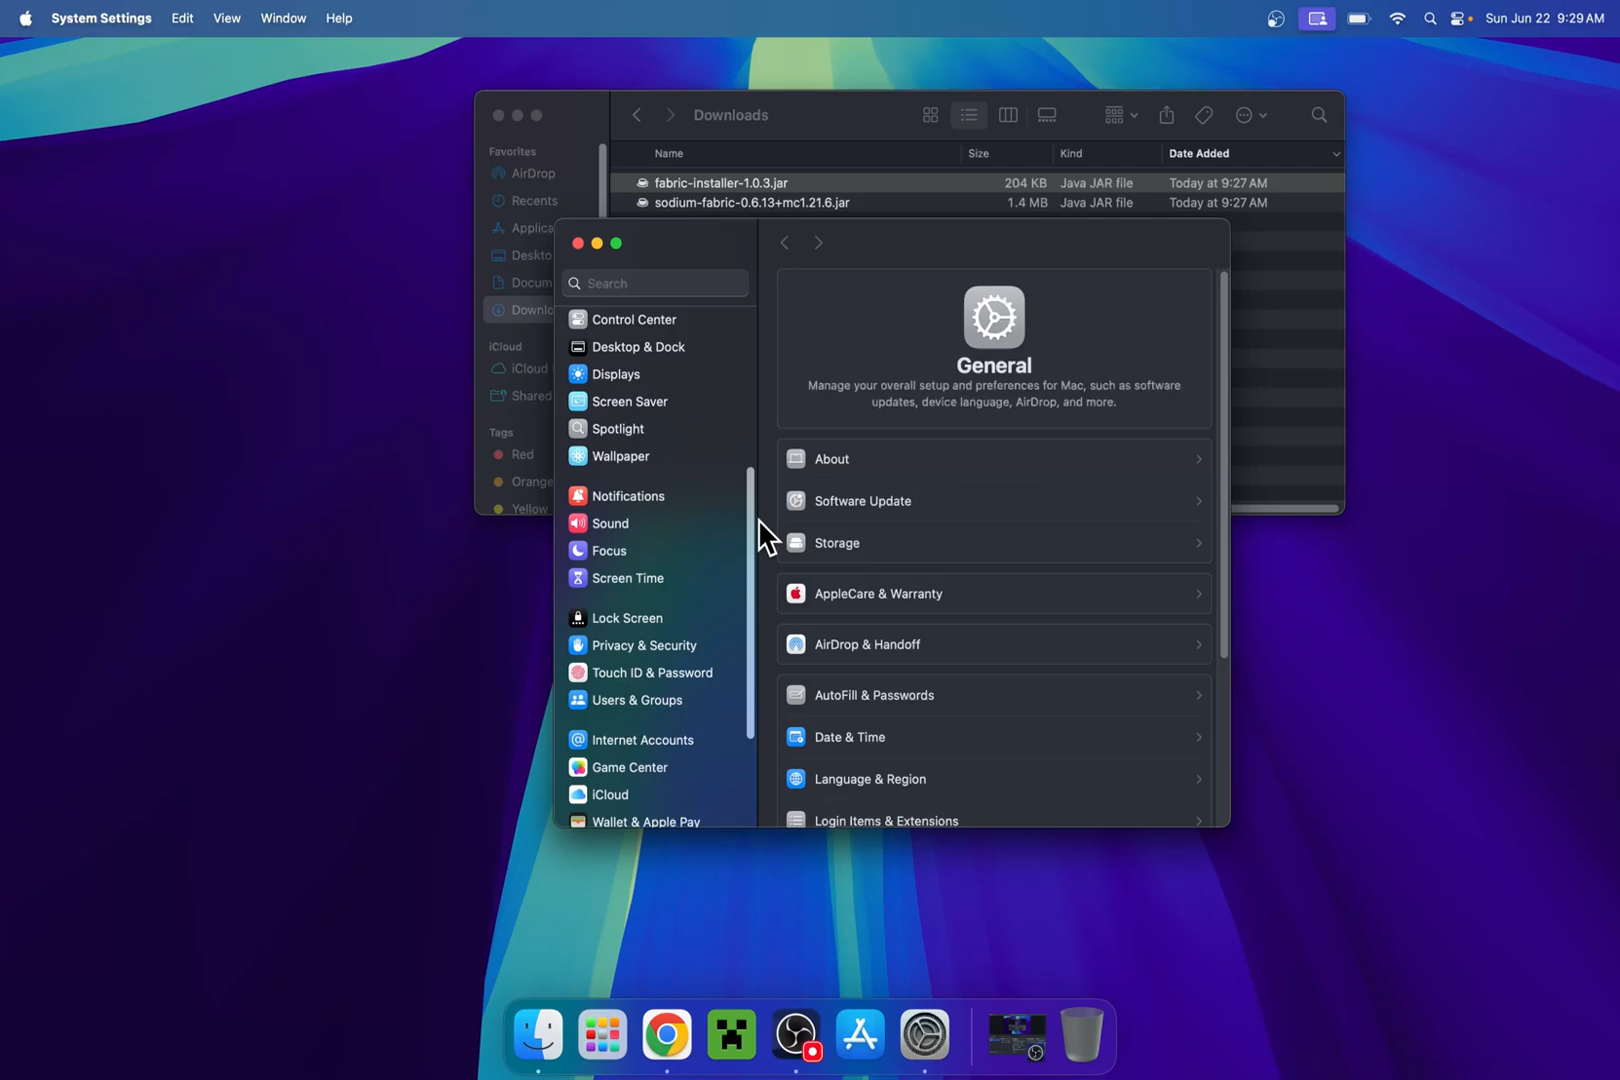 System Settings Edit View Window Help Sun Jun 22 9:29 AM
Downloads
Favorites
AirDrop
Recents
Applica
Deskto
Docum
Downlo
iCloud
iCloud
Shared
Tags
Red
Orange
Yellow
Name Size Kind Date Added
fabric-installer-1.0.3.jar 204 KB Java JAR file Today at 9:27 AM
sodium-fabric-0.6.13+mc1.21.6.jar 1.4 MB Java JAR file Today at 9:27 AM
Search
Control Center
Desktop & Dock
Displays
Screen Saver
Spotlight
Wallpaper
Notifications
Sound
Focus
Screen Time
Lock Screen
Privacy & Security
Touch ID & Password
Users & Groups
Internet Accounts
Game Center
iCloud
Wallet & Apple Pay
General
Manage your overall setup and preferences for Mac, such as software
updates, device language, AirDrop, and more.
About
Software Update
Storage
AppleCare & Warranty
AirDrop & Handoff
AutoFill & Passwords
Date & Time
Language & Region
Login Items & Extensions